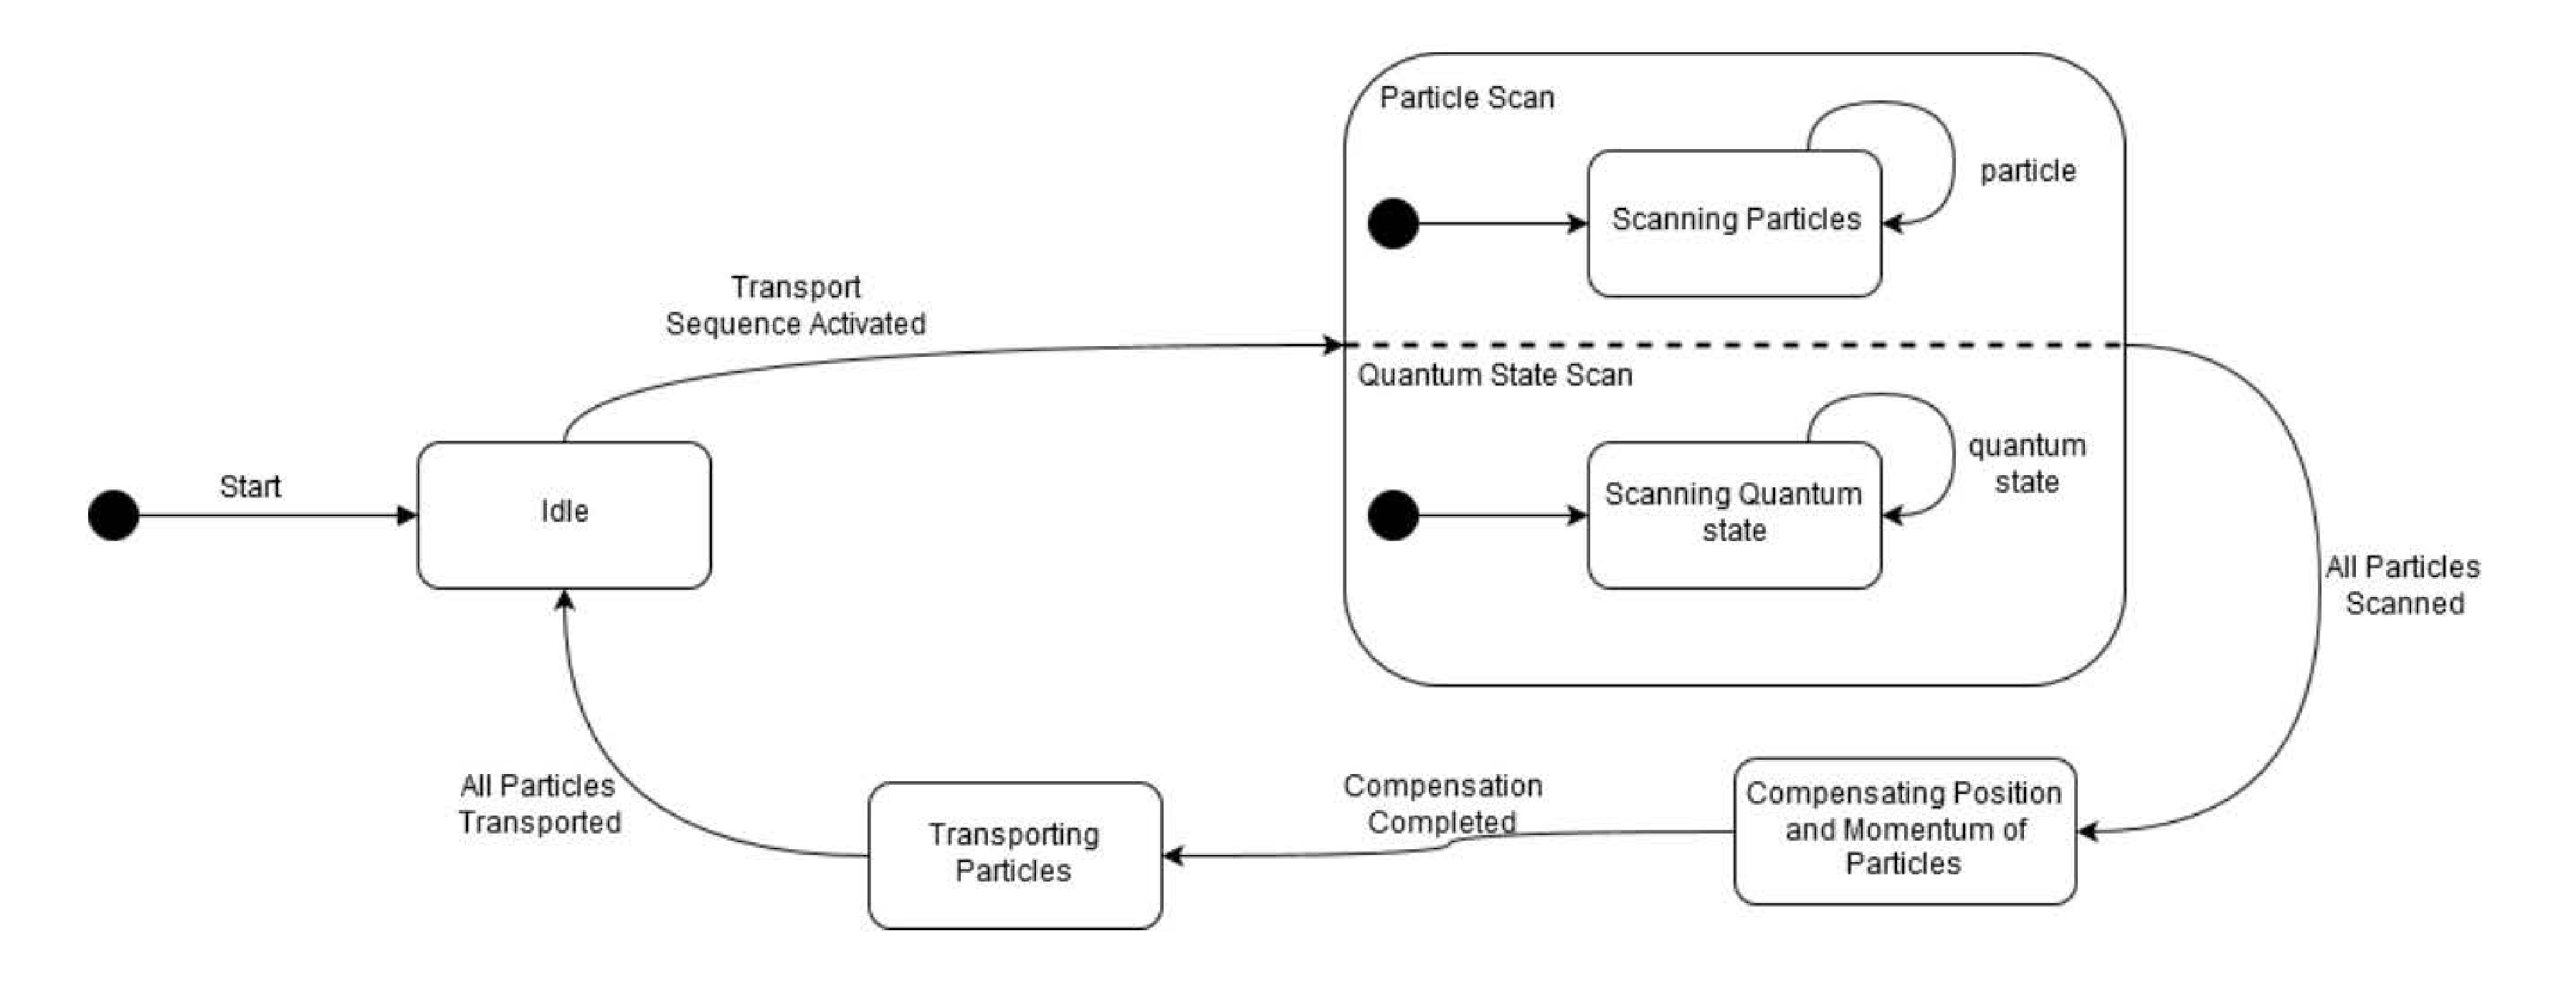 Particle Scan
particle
Scanning Particles
Transport
Sequence Activated
Quantum State Scan
quantum
state
Scanning Quantum
state
Start
Idle
All Particles
Scanned
All Particles
Transported
Transporting
Particles
Compensation
Completed
Compensating Position
and Momentum of
Particles